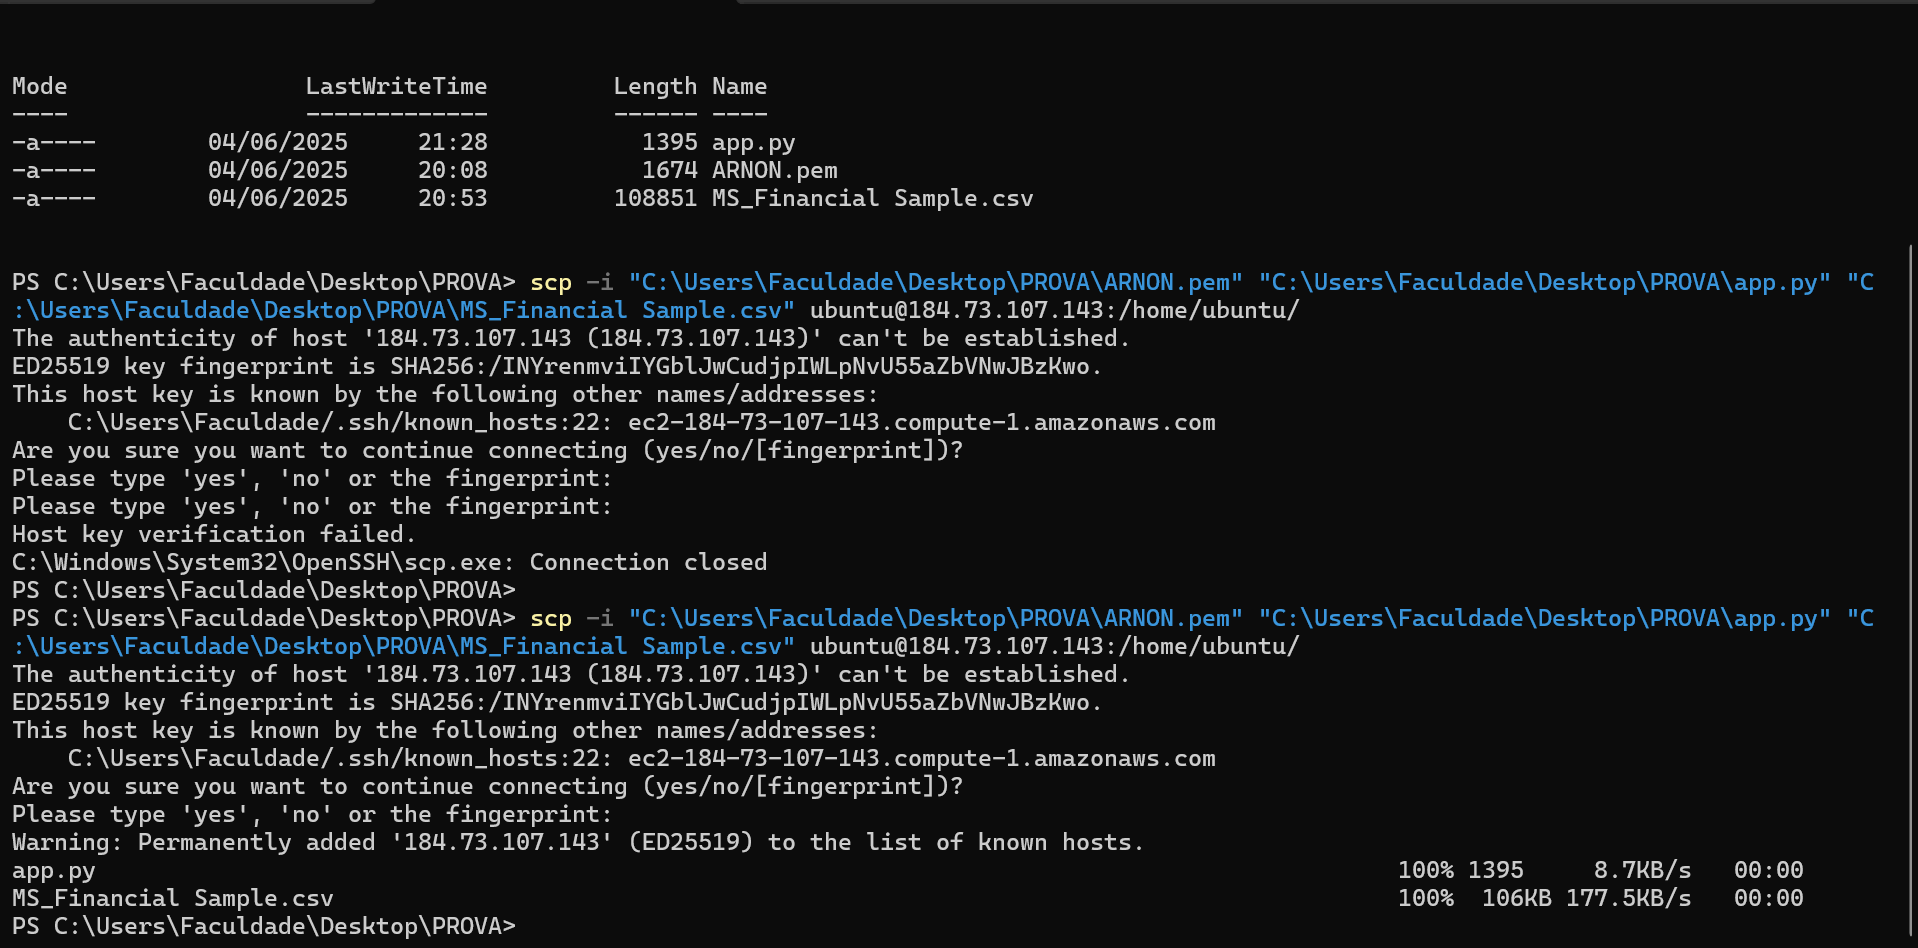 Mode                 LastWriteTime         Length Name
----                 -------------         ------ ----
-a----        04/06/2025     21:28           1395 app.py
-a----        04/06/2025     20:08           1674 ARNON.pem
-a----        04/06/2025     20:53         108851 MS_Financial Sample.csv
PS C:\Users\Faculdade\Desktop\PROVA> scp -i "C:\Users\Faculdade\Desktop\PROVA\ARNON.pem" "C:\Users\Faculdade\Desktop\PROVA\app.py" "C
:\Users\Faculdade\Desktop\PROVA\MS_Financial Sample.csv" ubuntu@184.73.107.143:/home/ubuntu/
The authenticity of host '184.73.107.143 (184.73.107.143)' can't be established.
ED25519 key fingerprint is SHA256:/INYrenmviIYGblJwCudjpIWLpNvU55aZbVNwJBzKwo.
This host key is known by the following other names/addresses:
    C:\Users\Faculdade/.ssh/known_hosts:22: ec2-184-73-107-143.compute-1.amazonaws.com
Are you sure you want to continue connecting (yes/no/[fingerprint])?
Please type 'yes', 'no' or the fingerprint:
Please type 'yes', 'no' or the fingerprint:
Host key verification failed.
C:\Windows\System32\OpenSSH\scp.exe: Connection closed
PS C:\Users\Faculdade\Desktop\PROVA>
PS C:\Users\Faculdade\Desktop\PROVA> scp -i "C:\Users\Faculdade\Desktop\PROVA\ARNON.pem" "C:\Users\Faculdade\Desktop\PROVA\app.py" "C
:\Users\Faculdade\Desktop\PROVA\MS_Financial Sample.csv" ubuntu@184.73.107.143:/home/ubuntu/
The authenticity of host '184.73.107.143 (184.73.107.143)' can't be established.
ED25519 key fingerprint is SHA256:/INYrenmviIYGblJwCudjpIWLpNvU55aZbVNwJBzKwo.
This host key is known by the following other names/addresses:
    C:\Users\Faculdade/.ssh/known_hosts:22: ec2-184-73-107-143.compute-1.amazonaws.com
Are you sure you want to continue connecting (yes/no/[fingerprint])?
Please type 'yes', 'no' or the fingerprint:
Warning: Permanently added '184.73.107.143' (ED25519) to the list of known hosts.
app.py                                                                                             100% 1395     8.7KB/s   00:00
MS_Financial Sample.csv                                                                            100%  106KB 177.5KB/s   00:00
PS C:\Users\Faculdade\Desktop\PROVA>